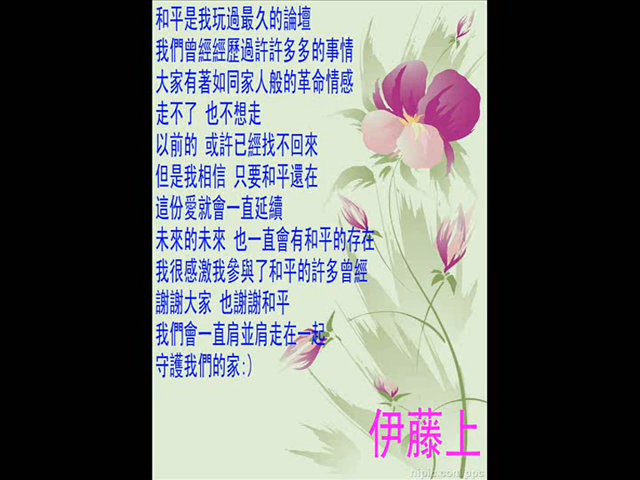 和平是我玩過最久的論壇
我們曾經經歷過許許多多的事情
大家有著如同家人般的革命情感
走不了 也不想走
以前的 或許已經找不回來
但是我相信 只要和平還在
這份愛就會一直延續
未來的未來 也一直會有和平的存在
我很感激我參與了和平的許多曾經
謝謝大家 也謝謝和平
我們會一直肩並肩走在一起
守護我們的家:)
伊藤上